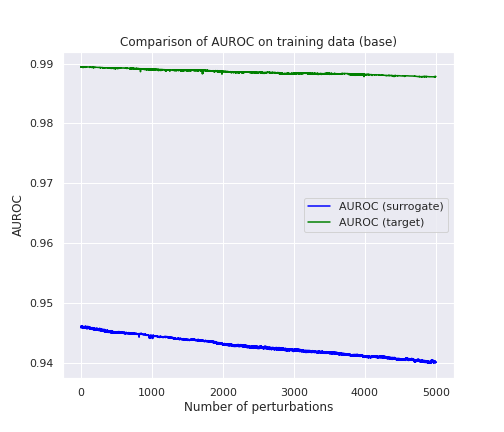 Comparison of AUROC on training data (base)
0.99
0.98
0.97
0.96
0.95
0.94
AUROC
AUROC (surrogate)
AUROC (target)
0 1000 2000 3000 4000 5000
Number of perturbations